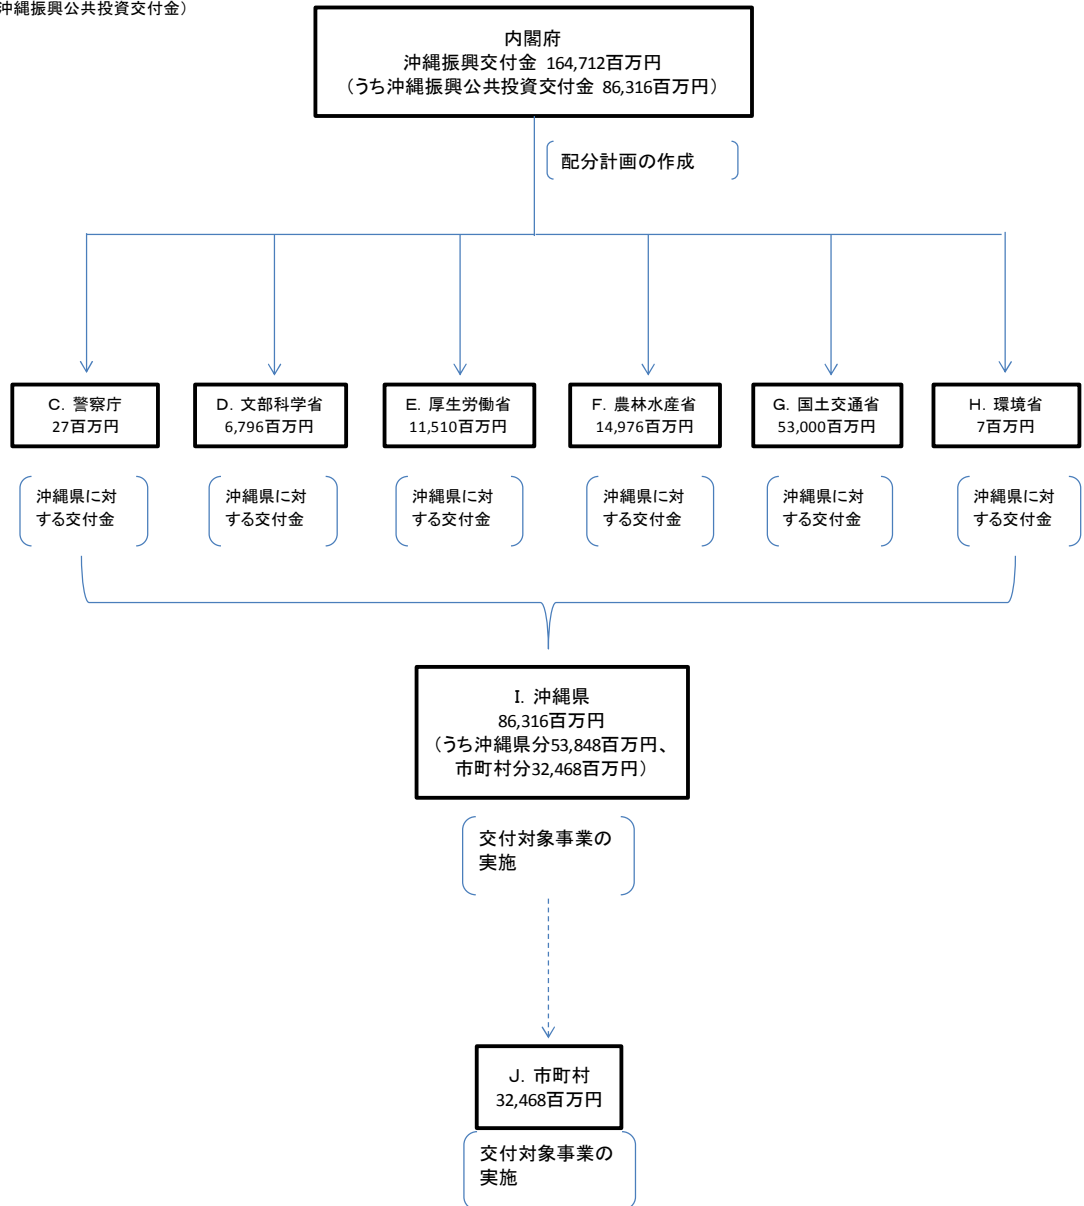 沖縄振興公共投資交付金）
内閣府
沖縄振興交付金 164,712百万円
（うち沖縄振興公共投資交付金 86,316百万円）
配分計画の作成
C. 警察庁
27百万円
D. 文部科学省
6,796百万円
E. 厚生労働省
11,510百万円
F. 農林水産省
14,976百万円
G. 国土交通省
53,000百万円
H. 環境省
7百万円
沖縄県に対
する交付金
沖縄県に対
する交付金
沖縄県に対
する交付金
沖縄県に対
する交付金
沖縄県に対
する交付金
沖縄県に対
する交付金
I. 沖縄県
86,316百万円
（うち沖縄県分53,848百万円、
市町村分32,468百万円）
交付対象事業の
実施
J. 市町村
32,468百万円
交付対象事業の
実施